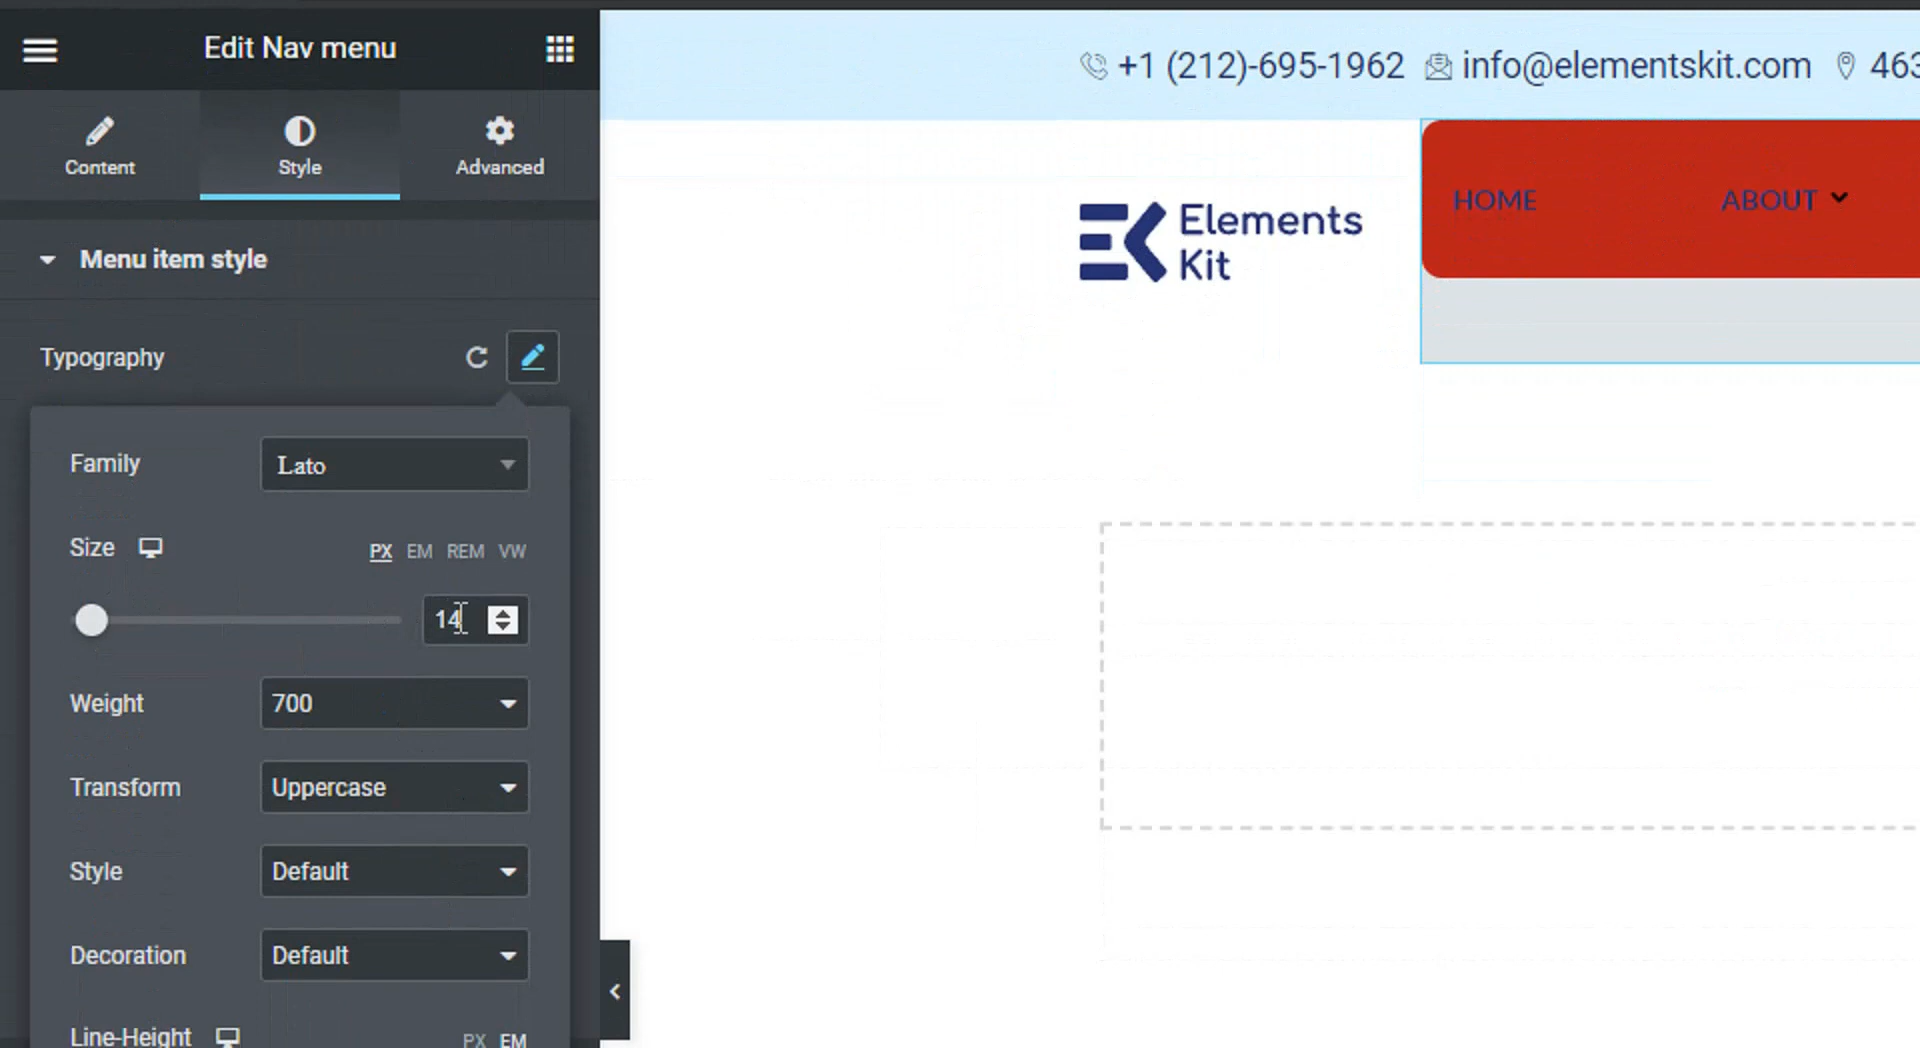 Edit Nav menu
Content
Style
Advanced
Menu item style
Typography
Family
Lato
Size
PX EM REM VW
14
Weight
700
Transform
Uppercase
Style
Default
Decoration
Default
Line-Height
PX EM
+1 (212)-695-1962 info@elementskit.com 463
Elements
Kit
HOME
ABOUT